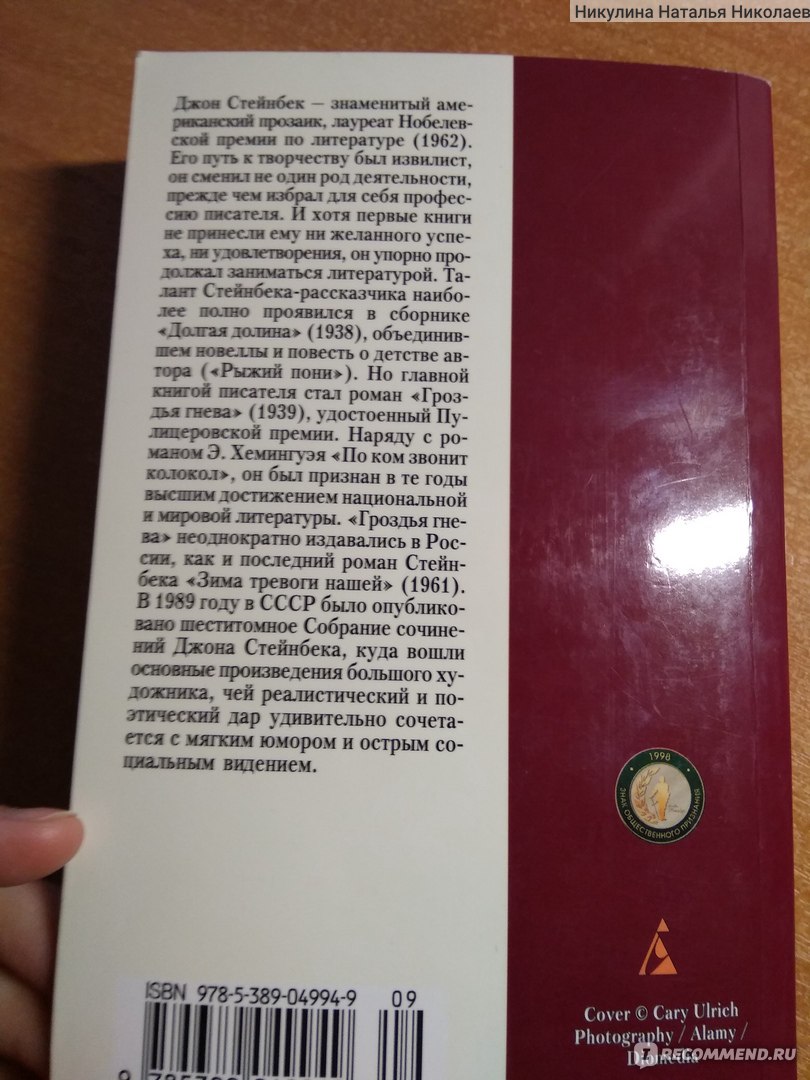 Никулина Наталья Николаев
Джон Стейнбек — знаменитый аме-
риканский прозаик, лауреат Нобелев-
ской премии по литературе (1962).
Его путь к творчеству был извилист,
он сменил не один род деятельности,
прежде чем избрал для себя профес-
сию писателя. И хотя первые книги
не принесли ему ни желанного успе-
ха, ни удовлетворения, он упорно про-
должал заниматься литературой. Та-
лант Стейнбека-рассказчика наибо-
лее полно проявился в сборнике
«Долгая долина» (1938), объединив-
шем новеллы и повесть о детстве ав-
тора («Рыжий пони»). Но главной
книгой писателя стал роман «Гроз-
дья гнева» (1939), удостоенный Пу-
лицеровской премии. Наряду с ро-
маном Э. Хемингуэя «По ком звонит
колокол», он был признан в те годы
высшим достижением национальной
и мировой литературы. «Гроздья гне-
ва» неоднократно издавались в Рос-
сии, как и последний роман Стейн-
бека «Зима тревоги нашей» (1961).
В 1989 году в СССР было опублико-
вано шеститомное Собрание сочине-
ний Джона Стейнбека, куда вошли
основные произведения большого ху-
дожника, чей реалистический и по-
этический дар удивительно сочета-
ется с мягким юмором и острым со-
циальным видением.
1998
ЗНАК ОБЩЕСТВЕННОГО ПРИЗНАНИЯ
ISBN 978-5-389-04994-9 09
Cover © Cary Ulrich
Photography / Alamy /
Diomedia
IRECOMMEND.RU